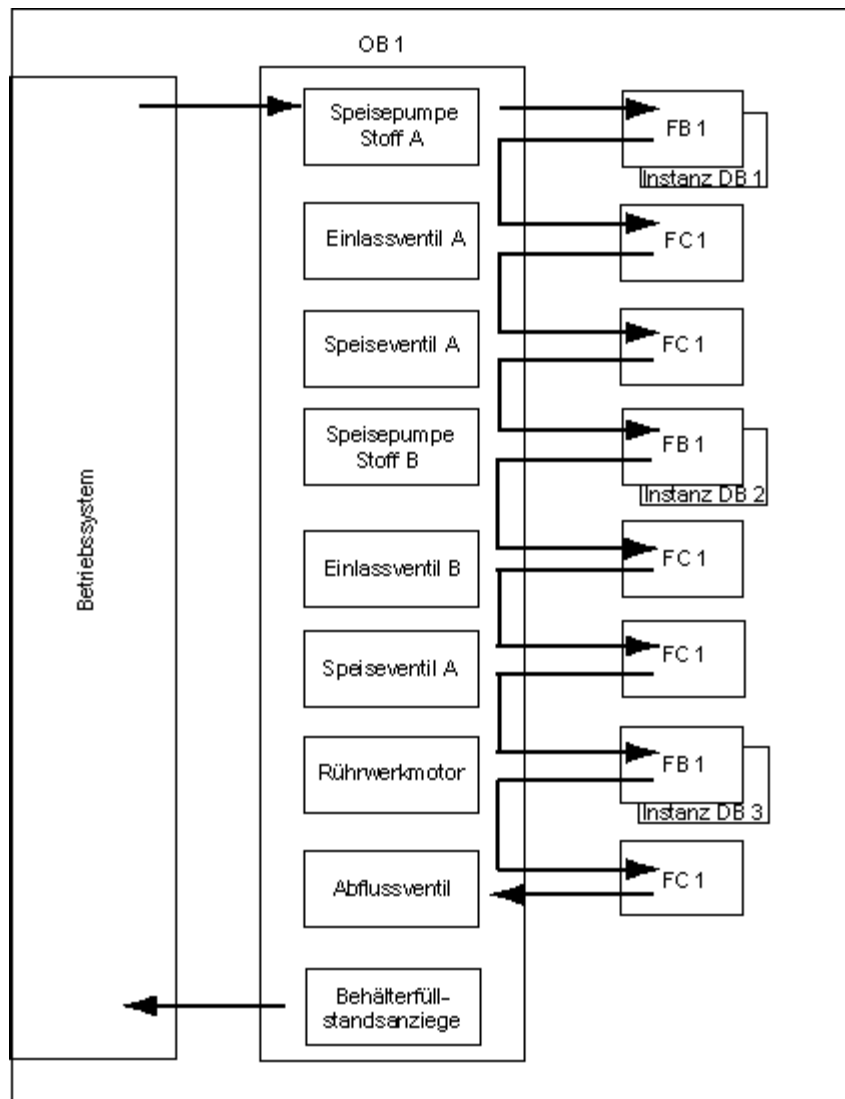 OB 1
Speisepumpe
Stoff A
FB 1
Instanz DB 1
Einlassventil A
FC 1
Speiseventil A
FC 1
Speisepumpe
Stoff B
FB 1
Instanz DB 2
Betriebssystem
Einlassventil B
FC 1
Speiseventil A
FC 1
Rührwerkmotor
FB 1
Instanz DB 3
Abflussventil
FC 1
Behälterfüll-
standsanziege